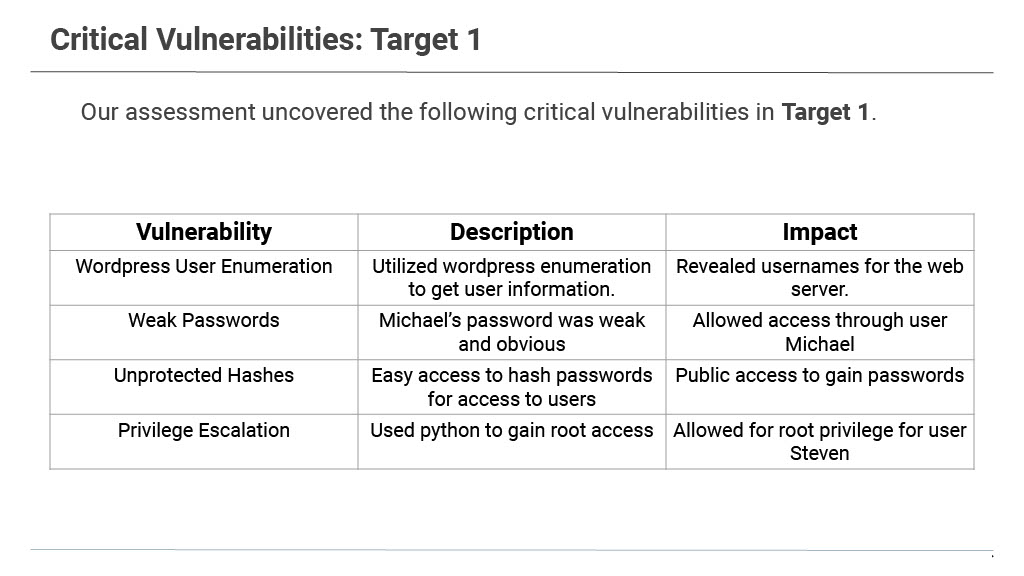 Critical Vulnerabilities: Target 1
Our assessment uncovered the following critical vulnerabilities in Target 1.
Vulnerability Description Impact
Wordpress User Enumeration
Utilized wordpress enumeration
to get user information.
Revealed usernames for the web
server.
Weak Passwords
Michael’s password was weak
and obvious
Allowed access through user
Michael
Unprotected Hashes
Easy access to hash passwords
for access to users
Public access to gain passwords
Privilege Escalation
Used python to gain root access
Allowed for root privilege for user
Steven